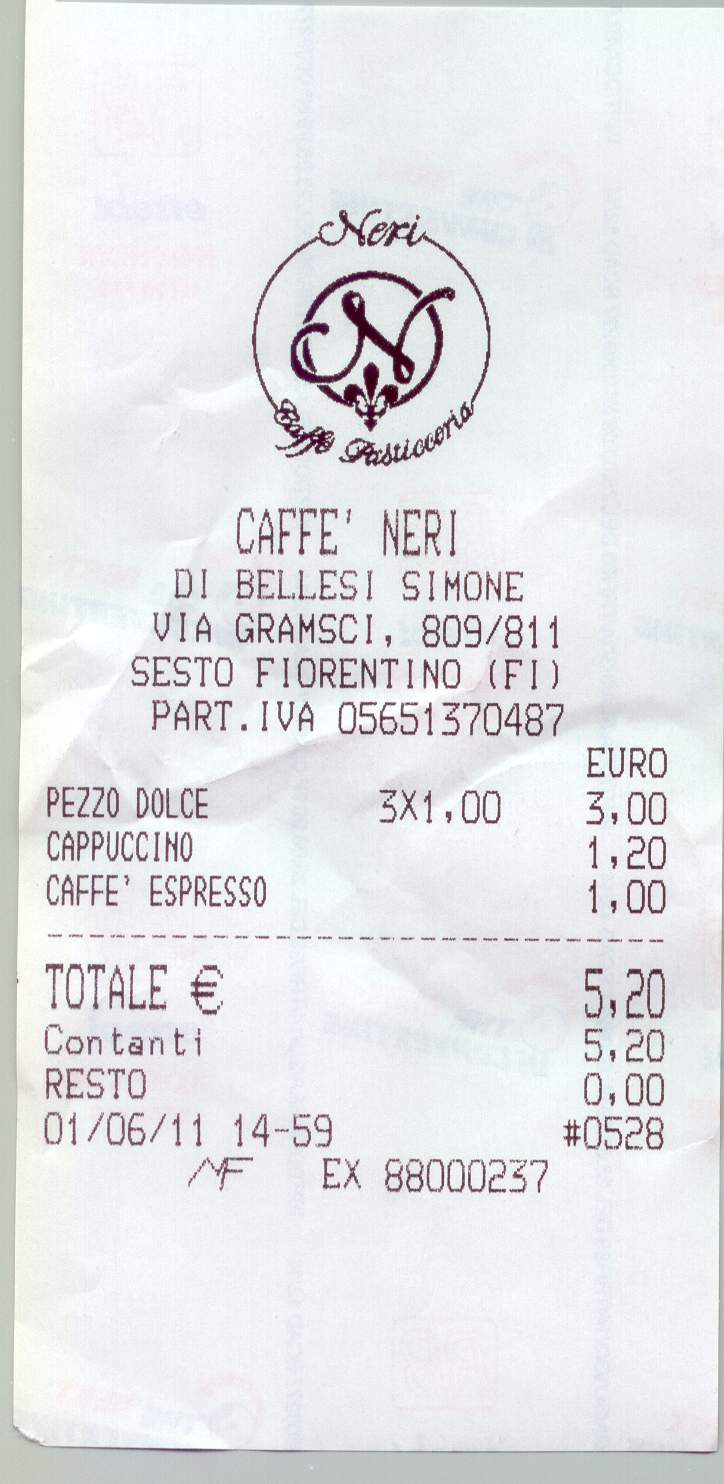 Neri
N
Caffè Pasticceria
CAFFE' NERI
DI BELLESI SIMONE
VIA GRAMSCI, 809/811
SESTO FIORENTINO (FI)
PART.IVA 05651370487
EURO
PEZZO DOLCE 3X1,00 3,00
CAPPUCCINO 1,20
CAFFE' ESPRESSO 1,00
TOTALE € 5,20
Contanti 5,20
RESTO 0,00
01/06/11 14-59 #0528
MF EX 88000237